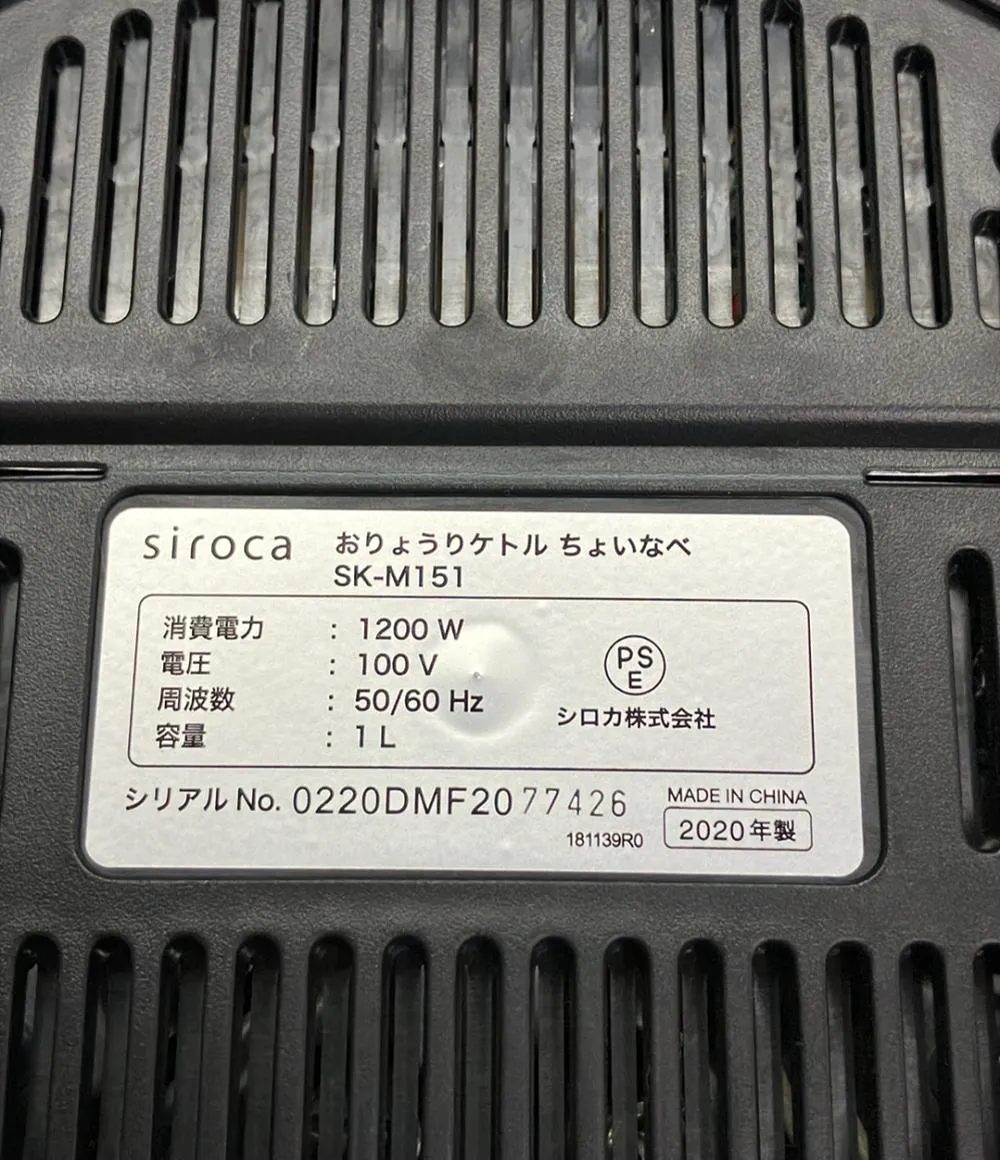 siroca おりょうりケトル ちょいなべ
SK-M151
消費電力 : 1200 W
電圧 : 100 V
周波数 : 50/60 Hz
容量 : 1 L
PS
E
シロカ株式会社
シリアル No. 0220DMF2077426
MADE IN CHINA
181139R0
2020年製